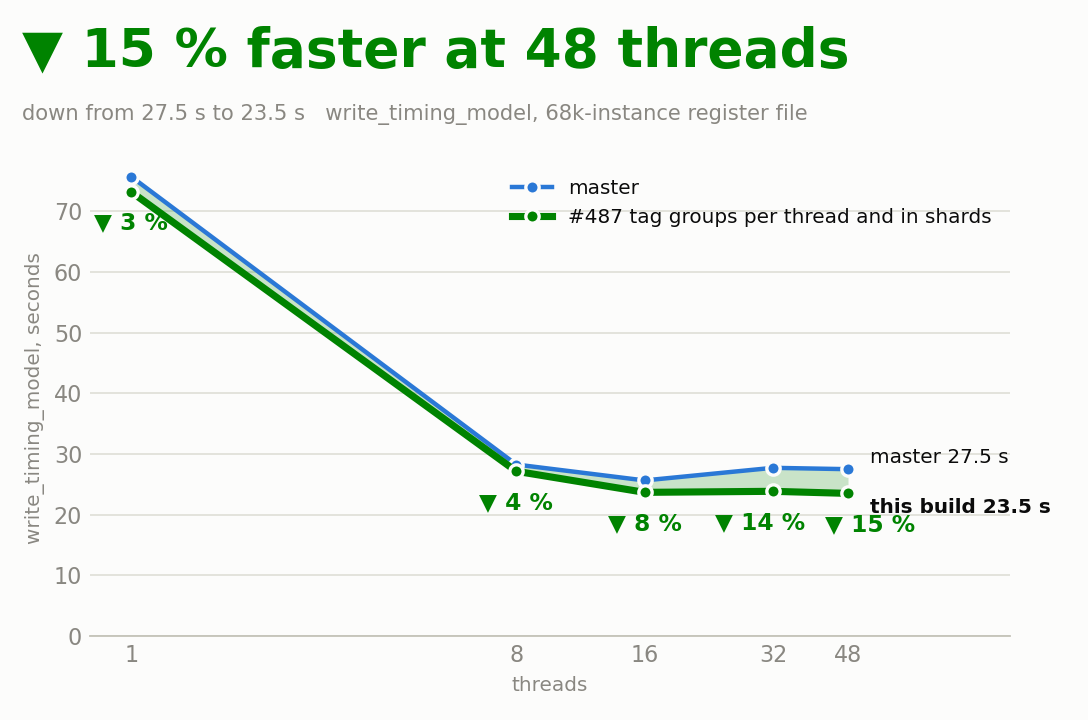 ▼ 15 % faster at 48 threads
down from 27.5 s to 23.5 s   write_timing_model, 68k-instance register file
master
#487 tag groups per thread and in shards
70
60
50
40
30
20
10
0
write_timing_model, seconds
▼ 3 %
▼ 4 %
▼ 8 %
▼ 14 %
▼ 15 %
master 27.5 s
this build 23.5 s
1
8
16
32
48
threads